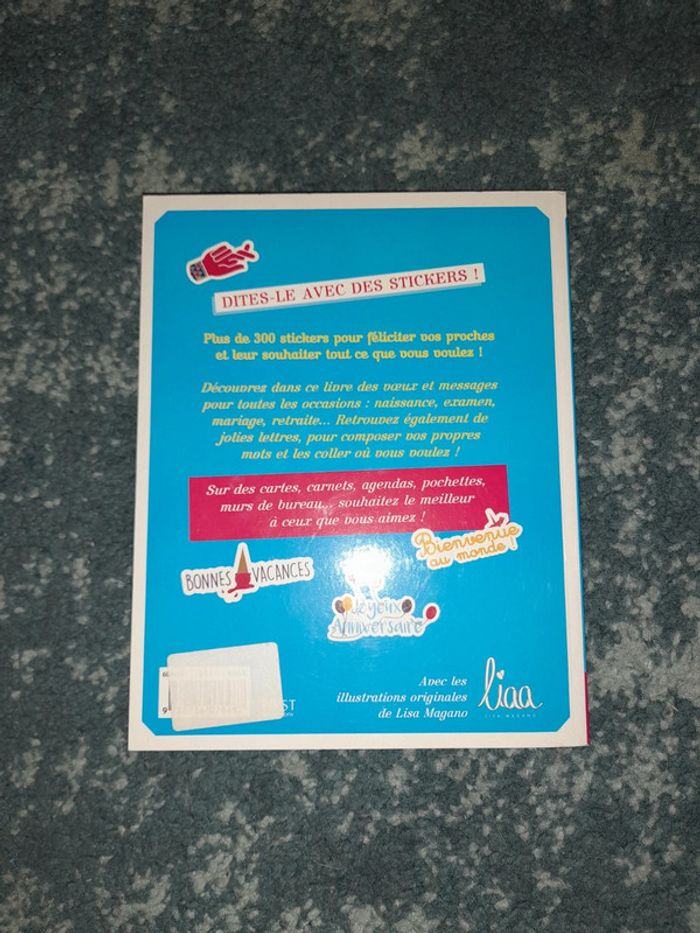 DITES-LE AVEC DES STICKERS !
Plus de 300 stickers pour féliciter vos proches
et leur souhaiter tout ce que vous voulez !
Découvrez dans ce livre des vœux et messages
pour toutes les occasions : naissance, examen,
mariage, retraite... Retrouvez également de
jolies lettres, pour composer vos propres
mots et les coller où vous voulez !
Sur des cartes, carnets, agendas, pochettes,
murs de bureau... souhaitez le meilleur
à ceux que vous aimez !
Bienvenue
au monde !
BONNES VACANCES
Joyeux
Anniversaire
Avec les
illustrations originales
de Lisa Magano
liaa
LISA MAGANO